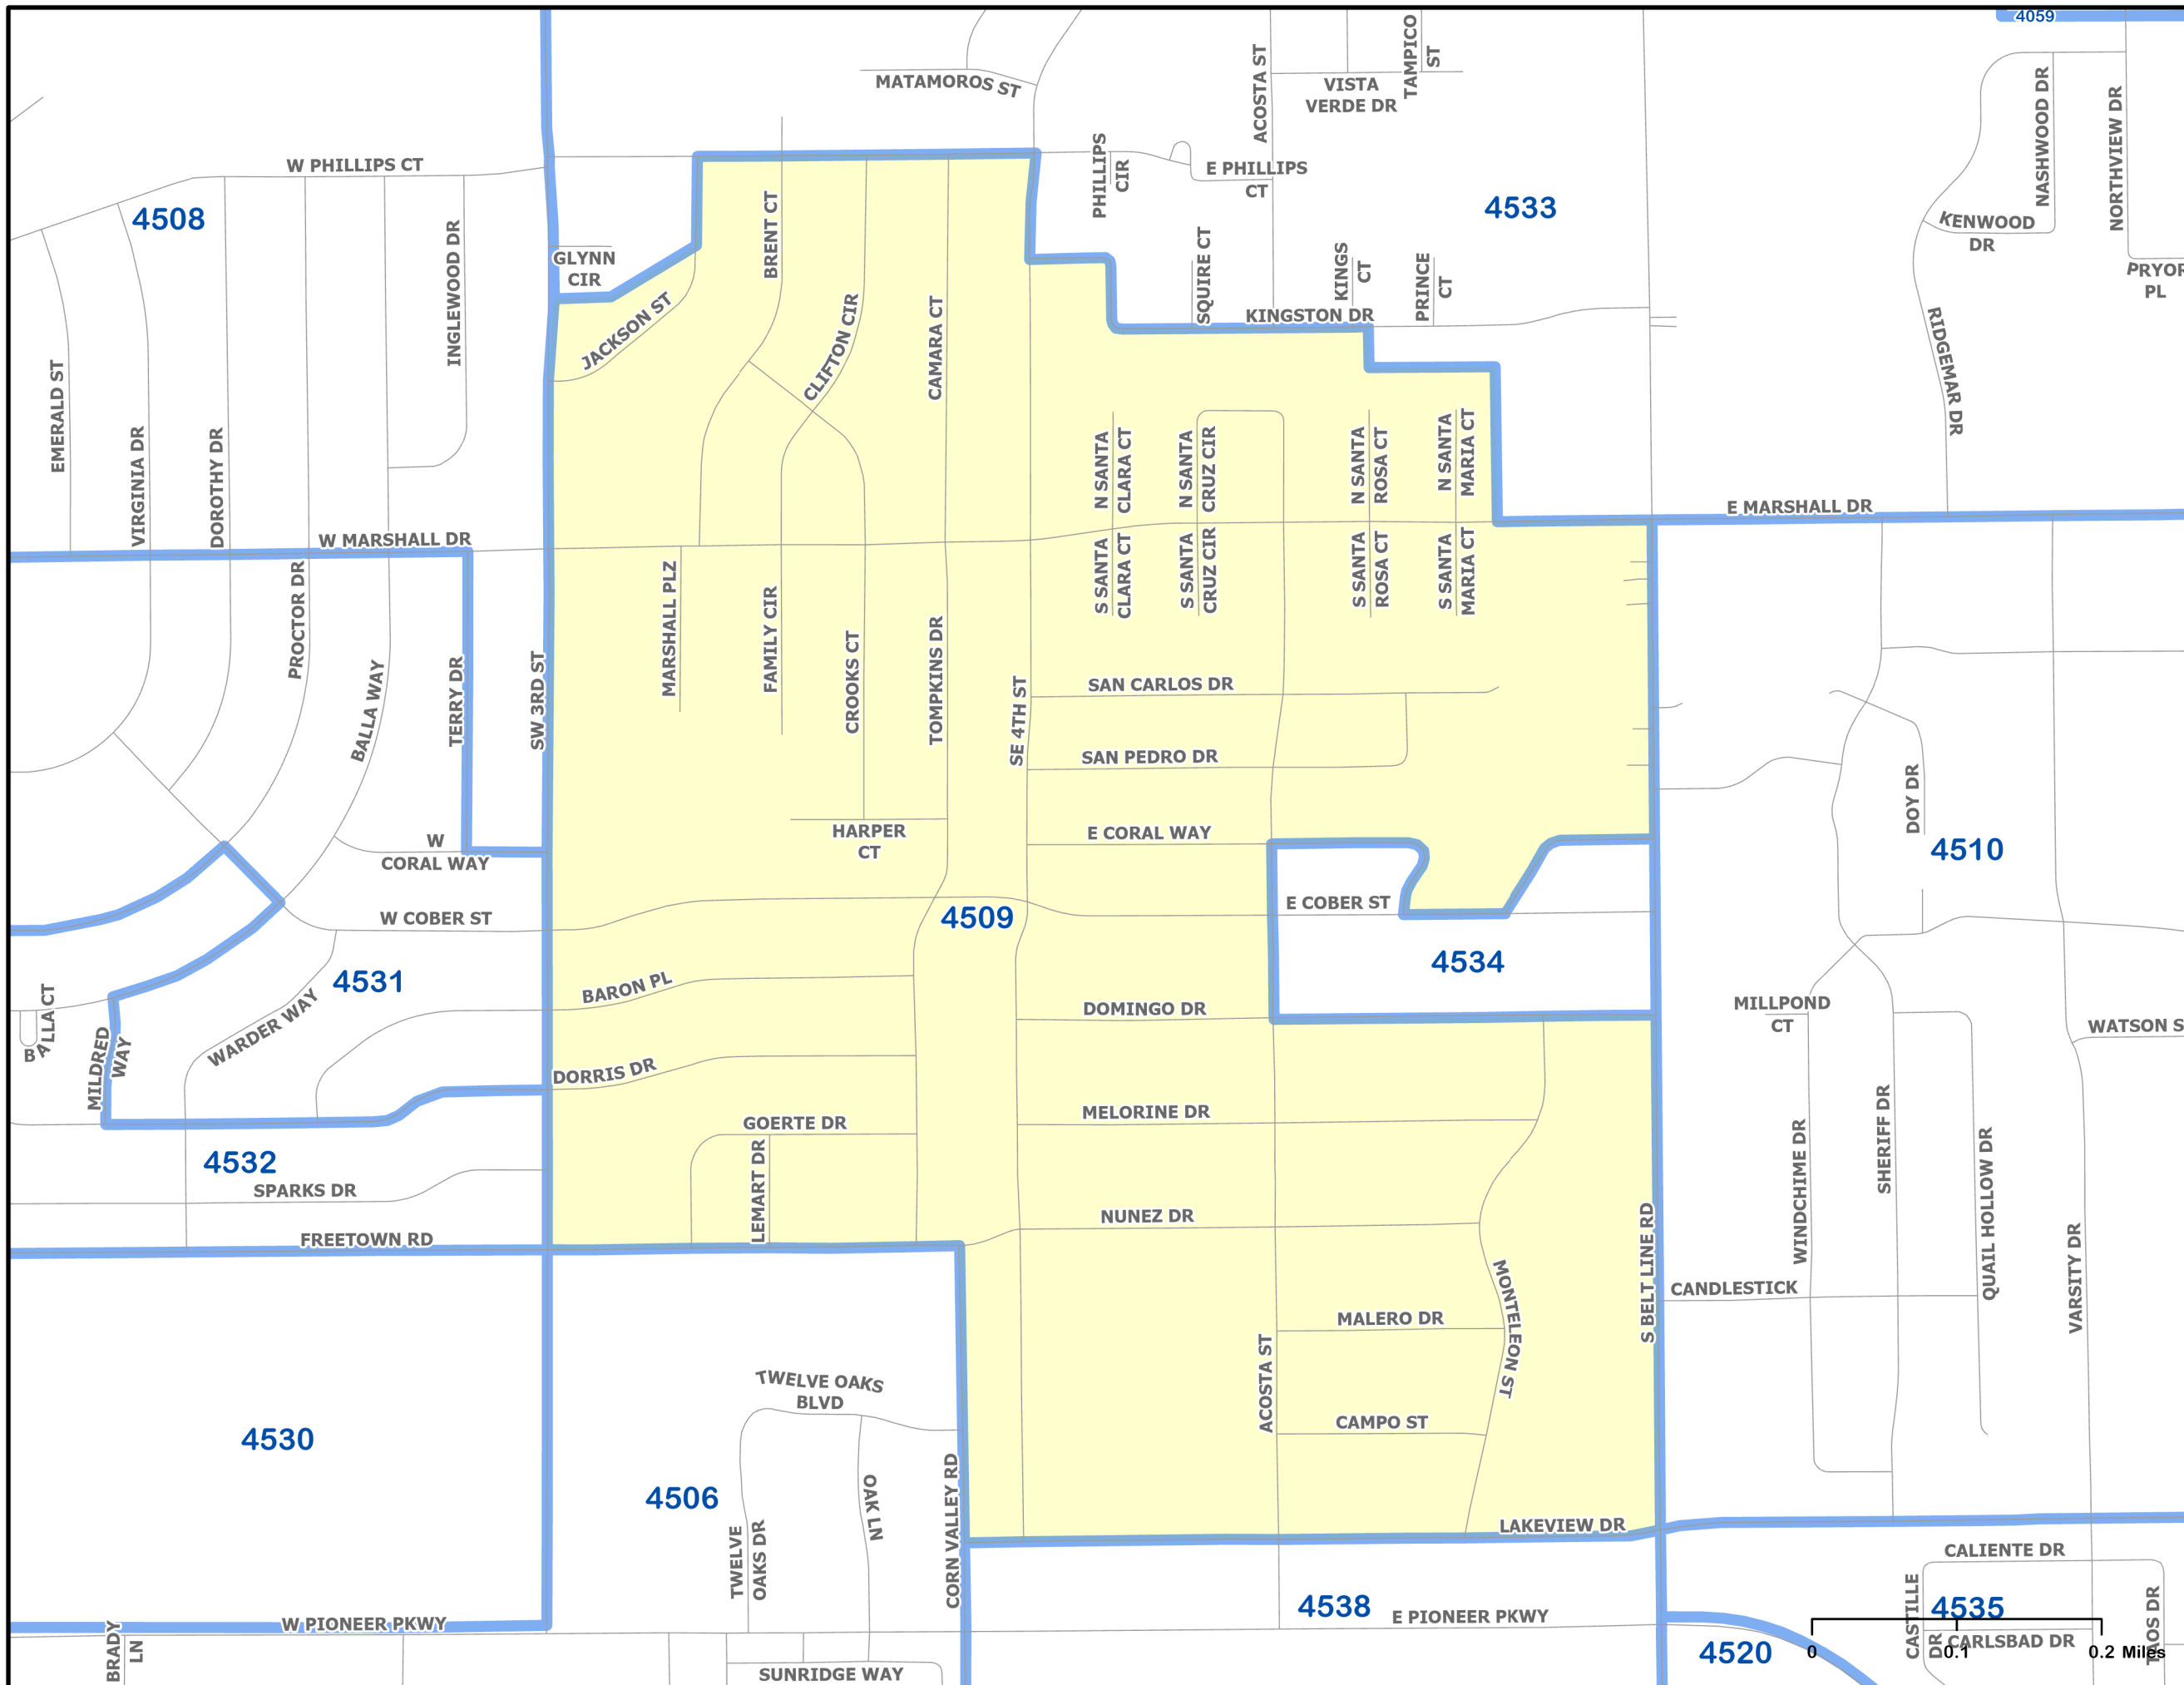 4059
MATAMOROS ST
ACOSTA ST
TAMPICO
ST
VISTA
VERDE DR
NASHWOOD DR
NORTHVIEW DR
W PHILLIPS CT
PHILLIPS
CIR
E PHILLIPS
CT
4508
4533
KENWOOD
DR
PRYOR
PL
INGLEWOOD DR
GLYNN
CIR
BRENT CT
SQUIRE CT
KINGS
CT
PRINCE
CT
KINGSTON DR
JACKSON ST
CLIFTON CIR
CAMARA CT
RIDGEMAR DR
EMERALD ST
VIRGINIA DR
DOROTHY DR
N SANTA
CLARA CT
N SANTA
CRUZ CIR
N SANTA
ROSA CT
N SANTA
MARIA CT
W MARSHALL DR
E MARSHALL DR
S SANTA
CLARA CT
S SANTA
CRUZ CIR
S SANTA
ROSA CT
S SANTA
MARIA CT
PROCTOR DR
BALLA WAY
TERRY DR
SW 3RD ST
MARSHALL PLZ
FAMILY CIR
CROOKS CT
TOMPKINS DR
SE 4TH ST
SAN CARLOS DR
SAN PEDRO DR
DOY DR
W
CORAL WAY
HARPER
CT
E CORAL WAY
4510
W COBER ST
4509
E COBER ST
4534
4531
BARON PL
DOMINGO DR
MILLPOND
CT
WATSON S
BALLA CT
MILDRED
WAY
WARDER WAY
DORRIS DR
GOERTE DR
LEMART DR
MELORINE DR
4532
SPARKS DR
FREETOWN RD
NUNEZ DR
WINDCHIME DR
SHERIFF DR
QUAIL HOLLOW DR
VARSITY DR
S BELT LINE RD
CANDLESTICK
MONTELEON ST
MALERO DR
ACOSTA ST
CAMPO ST
TWELVE OAKS
BLVD
4530
4506
OAK LN
TWELVE
OAKS DR
CORN VALLEY RD
LAKEVIEW DR
CALIENTE DR
4538
E PIONEER PKWY
4535
CASTILLE
DR
TAOS DR
W PIONEER PKWY
BRADY
LN
SUNRIDGE WAY
4520
CARLSBAD DR
0 0.1 0.2 Miles